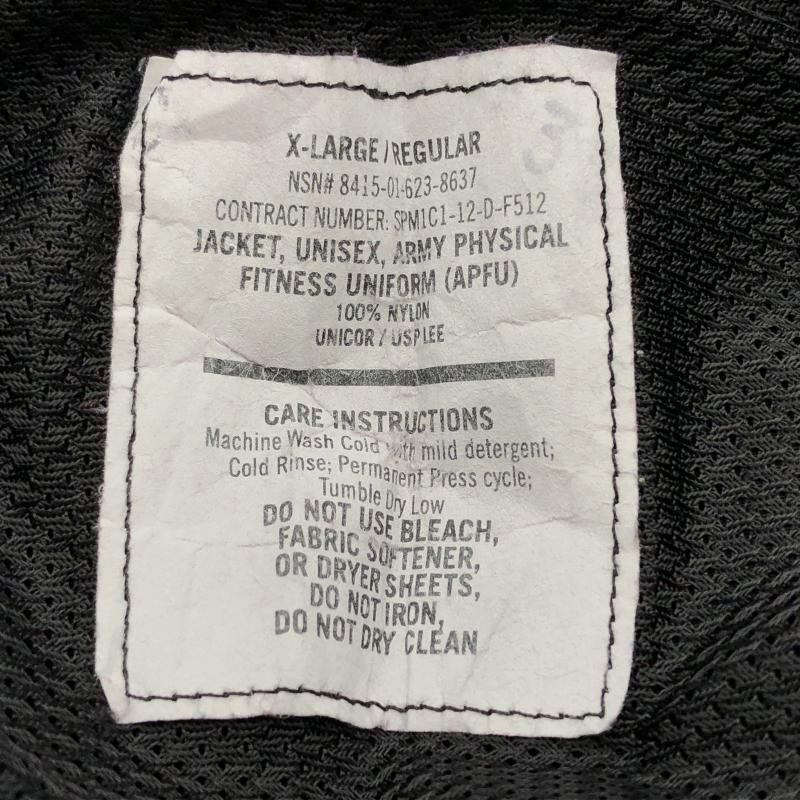 X-LARGE/REGULAR
NSN# 8415-01-623-8637
CONTRACT NUMBER: SPM1C1-12-D-F512
JACKET, UNISEX, ARMY PHYSICAL
FITNESS UNIFORM (APFU)
100% NYLON
UNICOR / USPLEE
CARE INSTRUCTIONS
Machine Wash Cold with mild detergent;
Cold Rinse; Permanent Press cycle;
Tumble Dry Low
DO NOT USE BLEACH,
FABRIC SOFTENER,
OR DRYER SHEETS,
DO NOT IRON,
DO NOT DRY CLEAN